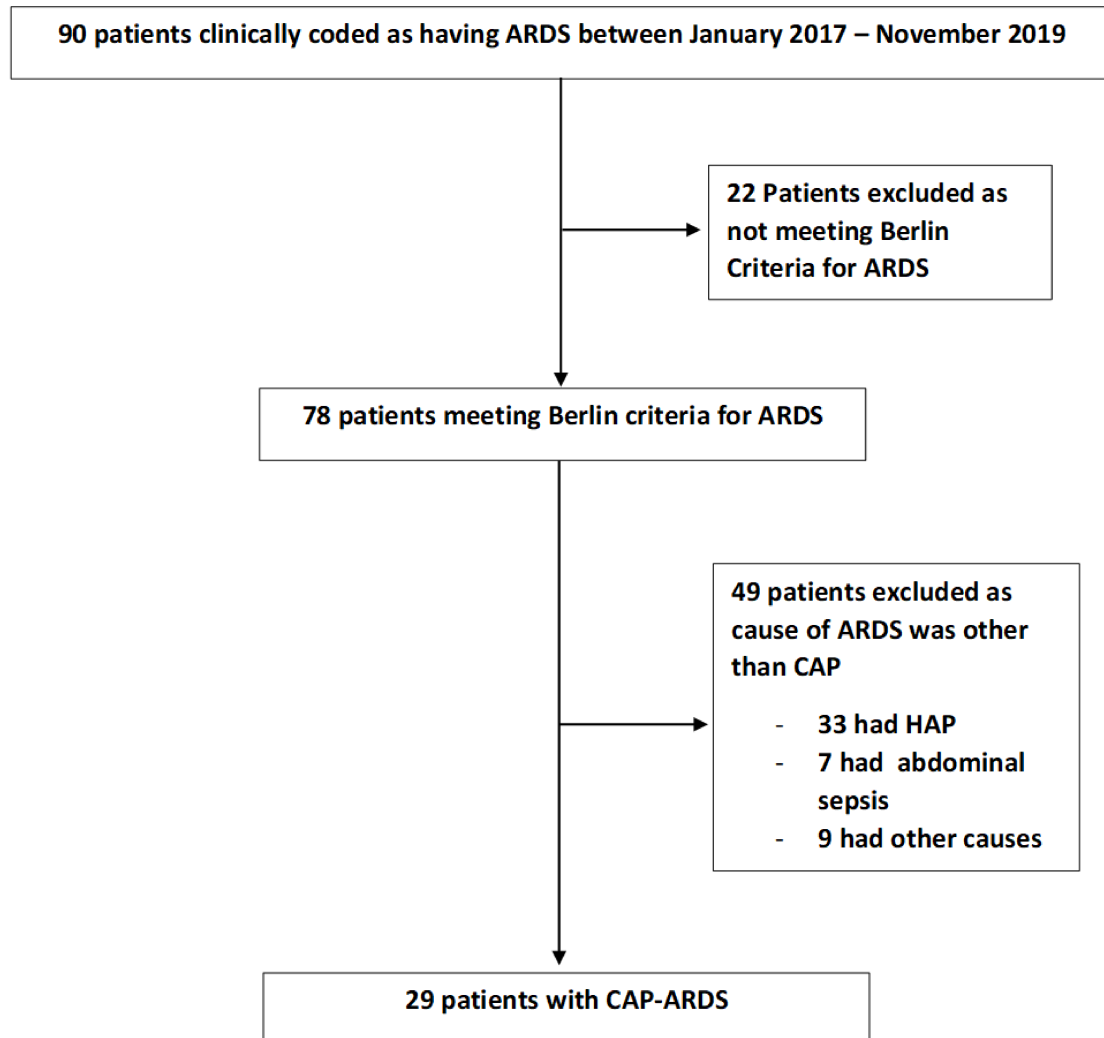 90 patients clinically coded as having ARDS between January 2017 – November 2019
22 Patients excluded as
not meeting Berlin
Criteria for ARDS
78 patients meeting Berlin criteria for ARDS
49 patients excluded as
cause of ARDS was other
than CAP
- 33 had HAP
- 7 had abdominal
sepsis
- 9 had other causes
29 patients with CAP-ARDS